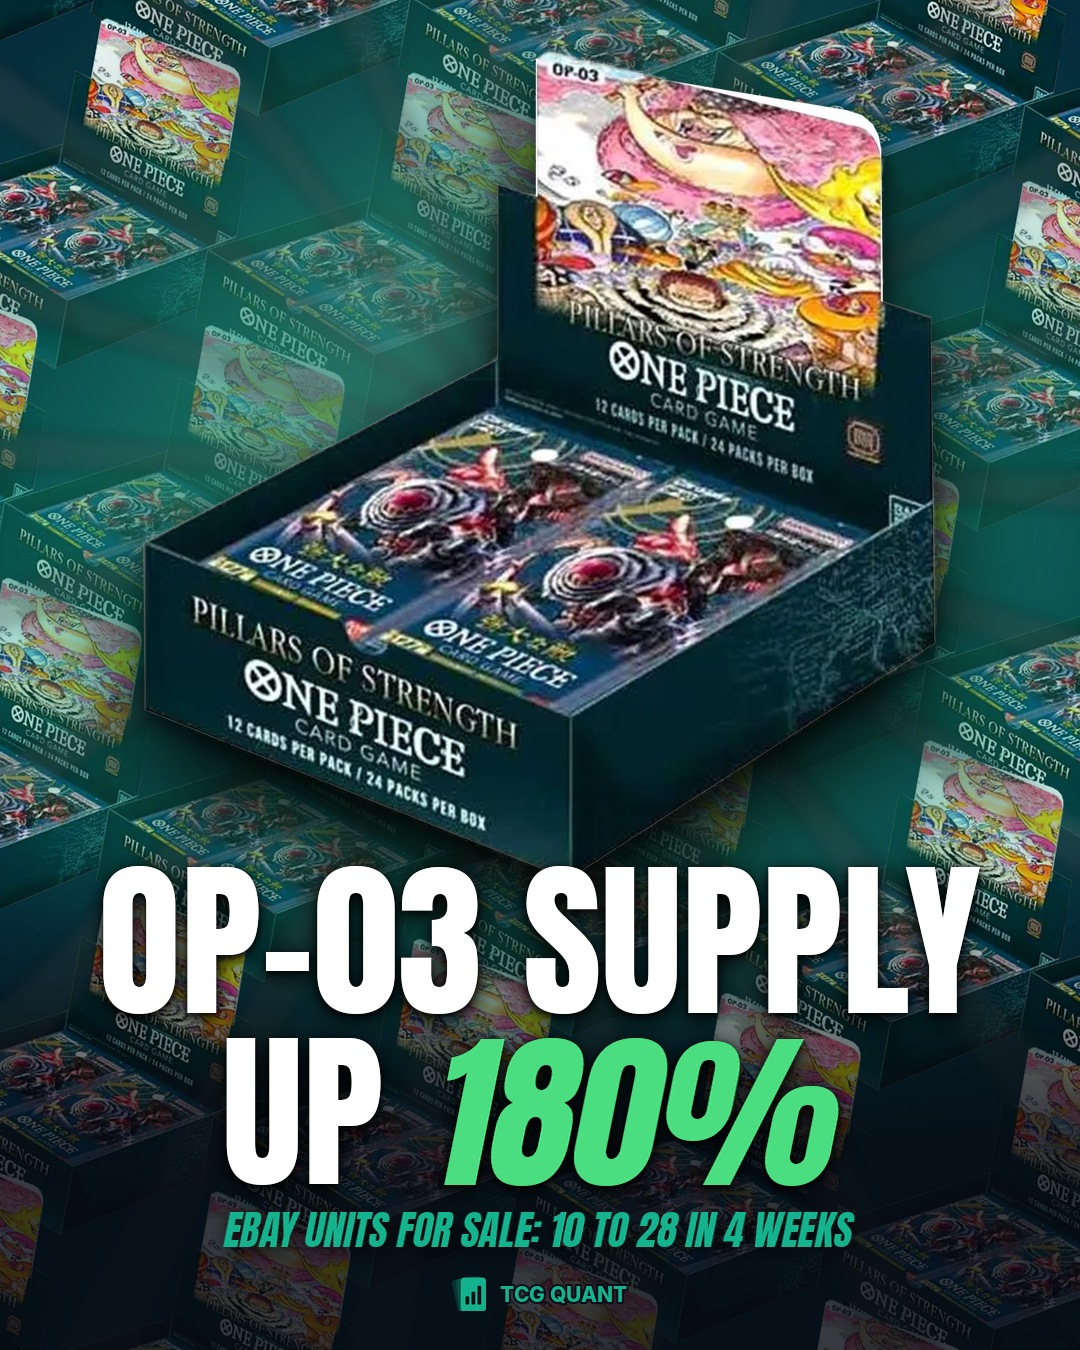 OP-03
PILLARS OF STRENGTH
ONE PIECE
CARD GAME
12 CARDS PER PACK / 24 PACKS PER BOX
ONE PIECE
CARD GAME
ONE PIECE
CARD GAME
PILLARS OF STRENGTH
ONE PIECE
CARD GAME
12 CARDS PER PACK / 24 PACKS PER BOX
OP-03 SUPPLY
UP 180%
EBAY UNITS FOR SALE: 10 TO 28 IN 4 WEEKS
TCG QUANT